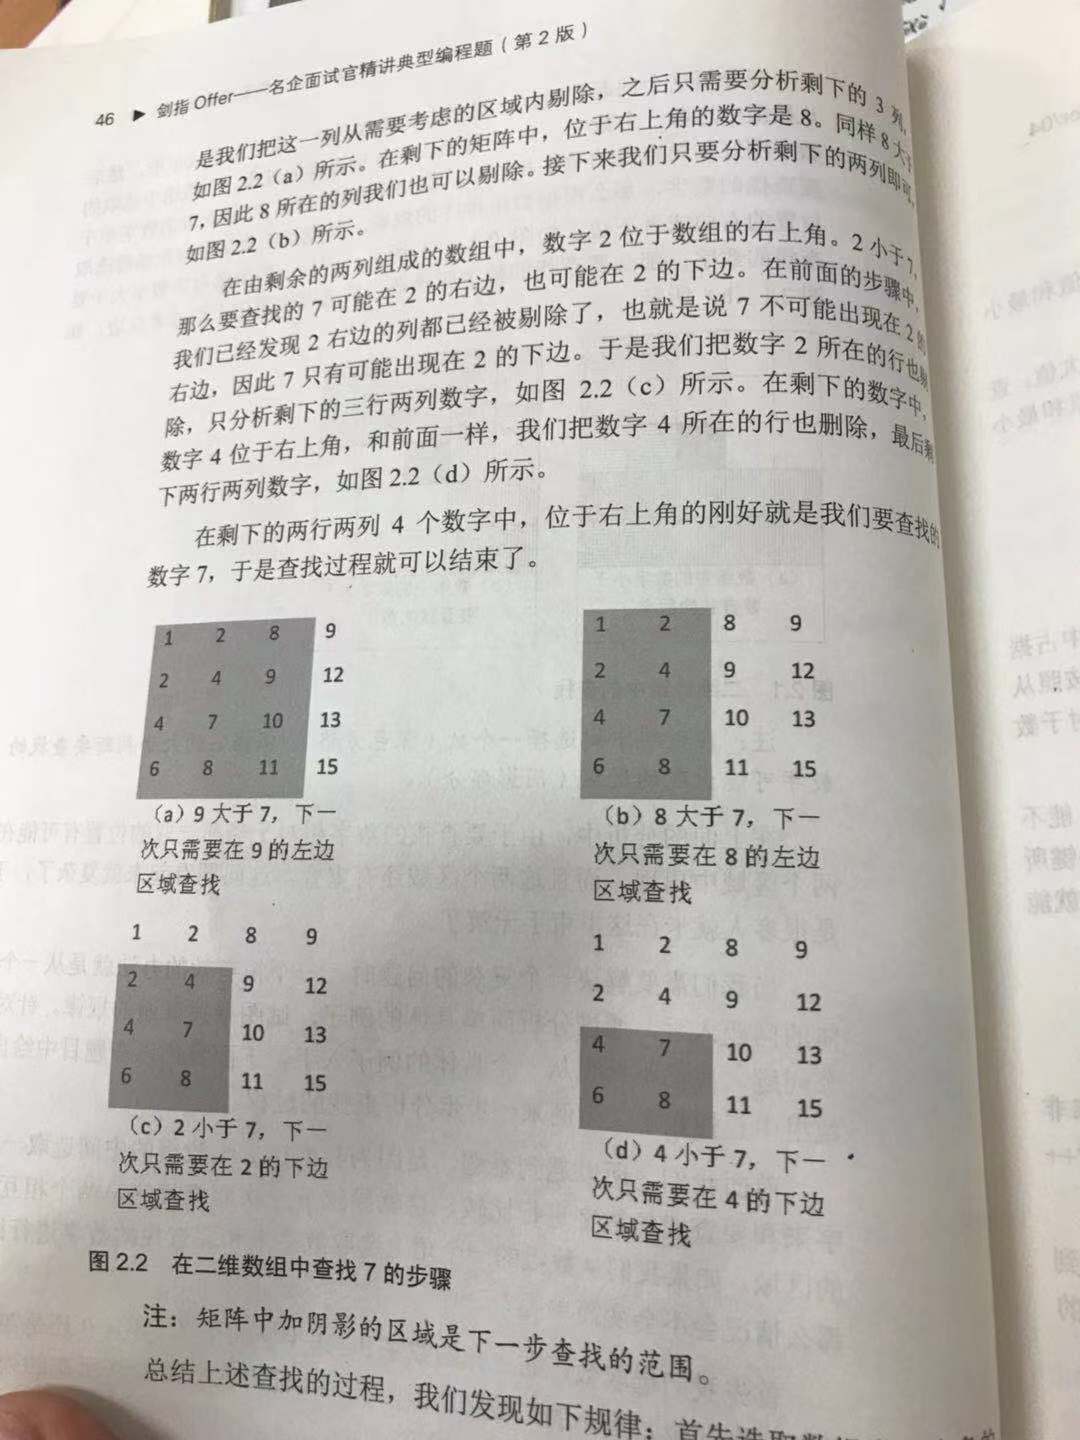 46 ▶ 剑指 Offer——名企面试官精讲典型编程题（第 2 版）
是我们把这一列从需要考虑的区域内剔除，之后只需要分析剩下的 3 列，
如图 2.2（a）所示。在剩下的矩阵中，位于右上角的数字是 8。同样 8 大于
7，因此 8 所在的列我们也可以剔除。接下来我们只要分析剩下的两列即可，
如图 2.2（b）所示。
在由剩余的两列组成的数组中，数字 2 位于数组的右上角。2 小于 7，
那么要查找的 7 可能在 2 的右边，也可能在 2 的下边。在前面的步骤中，
我们已经发现 2 右边的列都已经被剔除了，也就是说 7 不可能出现在 2 的
右边，因此 7 只有可能出现在 2 的下边。于是我们把数字 2 所在的行也剔
除，只分析剩下的三行两列数字，如图 2.2（c）所示。在剩下的数字中，
数字 4 位于右上角，和前面一样，我们把数字 4 所在的行也删除，最后剩
下两行两列数字，如图 2.2（d）所示。
在剩下的两行两列 4 个数字中，位于右上角的刚好就是我们要查找的
数字 7，于是查找过程就可以结束了。
1 2 8 9
2 4 9 12
4 7 10 13
6 8 11 15
（a）9 大于 7，下一
次只需要在 9 的左边
区域查找
1 2 8 9
2 4 9 12
4 7 10 13
6 8 11 15
（b）8 大于 7，下一
次只需要在 8 的左边
区域查找
1 2 8 9
2 4 9 12
4 7 10 13
6 8 11 15
（c）2 小于 7，下一
次只需要在 2 的下边
区域查找
1 2 8 9
2 4 9 12
4 7 10 13
6 8 11 15
（d）4 小于 7，下一
次只需要在 4 的下边
区域查找
图 2.2 在二维数组中查找 7 的步骤
注：矩阵中加阴影的区域是下一步查找的范围。
总结上述查找的过程，我们发现如下规律：首先选取数